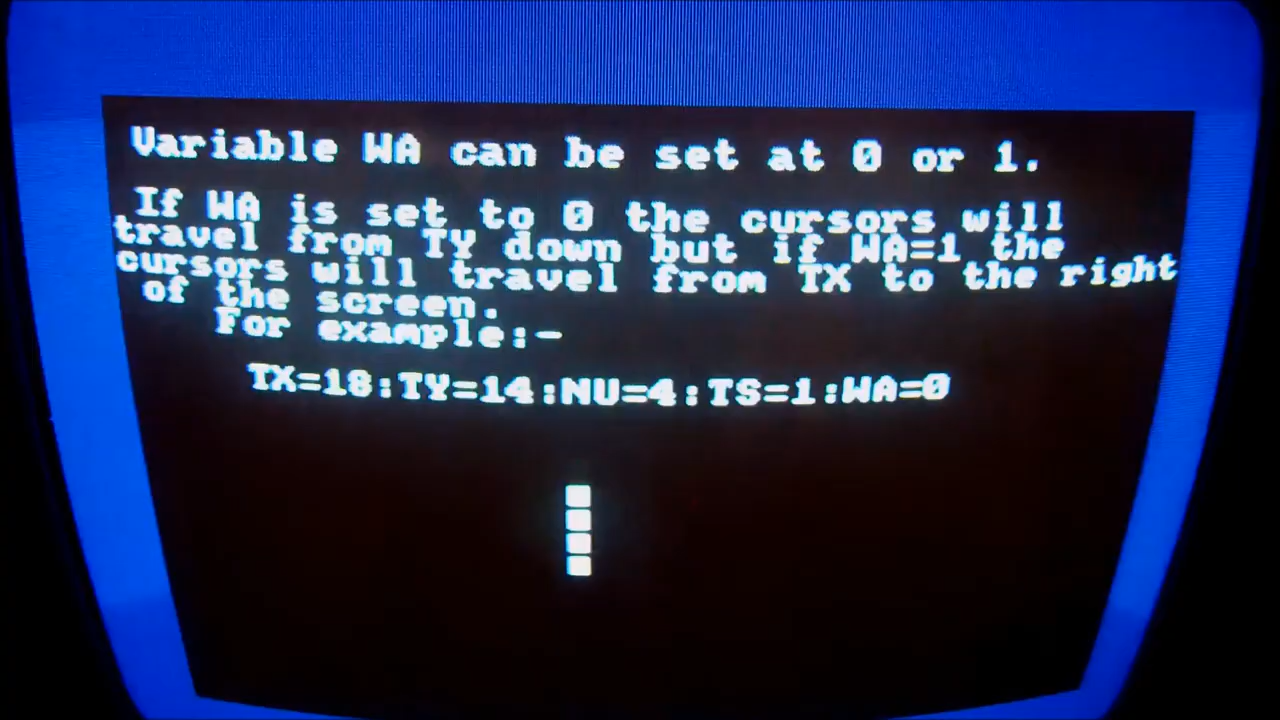 Variable WA can be set at 0 or 1.
If WA is set to 0 the cursors will
travel from TY down but if WA=1 the
cursors will travel from TX to the right
of the screen.
For example:-
TX=18:TY=14:NU=4:TS=1:WA=0